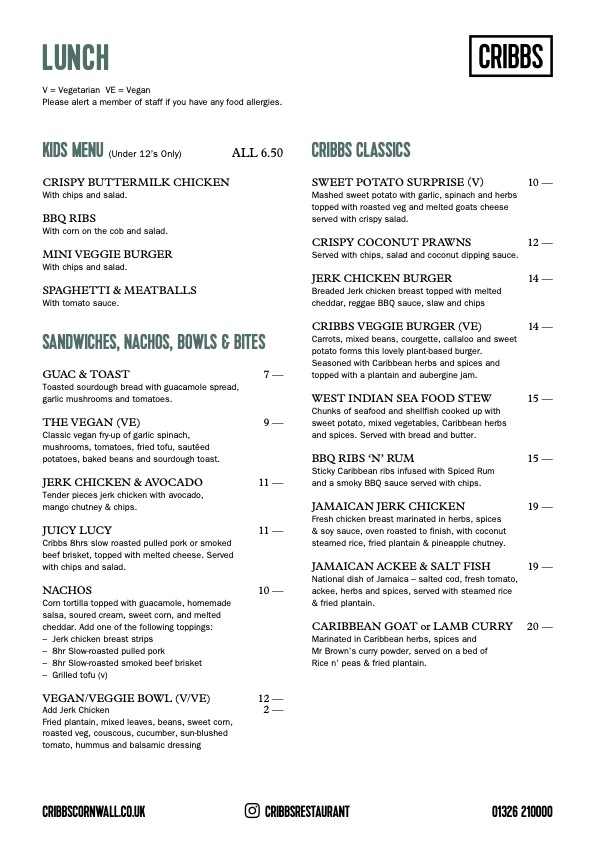 LUNCH
CRIBBS
V = Vegetarian  VE = Vegan
Please alert a member of staff if you have any food allergies.
KIDS MENU (Under 12's Only) ALL 6.50
CRISPY BUTTERMILK CHICKEN
With chips and salad.
BBQ RIBS
With corn on the cob and salad.
MINI VEGGIE BURGER
With chips and salad.
SPAGHETTI & MEATBALLS
With tomato sauce.
SANDWICHES, NACHOS, BOWLS & BITES
GUAC & TOAST 7 —
Toasted sourdough bread with guacamole spread,
garlic mushrooms and tomatoes.
THE VEGAN (VE) 9 —
Classic vegan fry-up of garlic spinach,
mushrooms, tomatoes, fried tofu, sautéed
potatoes, baked beans and sourdough toast.
JERK CHICKEN & AVOCADO 11 —
Tender pieces jerk chicken with avocado,
mango chutney & chips.
JUICY LUCY 11 —
Cribbs 8hrs slow roasted pulled pork or smoked
beef brisket, topped with melted cheese. Served
with chips and salad.
NACHOS 10 —
Corn tortilla topped with guacamole, homemade
salsa, soured cream, sweet corn, and melted
cheddar. Add one of the following toppings:
– Jerk chicken breast strips
– 8hr Slow-roasted pulled pork
– 8hr Slow-roasted smoked beef brisket
– Grilled tofu (v)
VEGAN/VEGGIE BOWL (V/VE) 12 —
Add Jerk Chicken 2 —
Fried plantain, mixed leaves, beans, sweet corn,
roasted veg, couscous, cucumber, sun-blushed
tomato, hummus and balsamic dressing
CRIBBS CLASSICS
SWEET POTATO SURPRISE (V) 10 —
Mashed sweet potato with garlic, spinach and herbs
topped with roasted veg and melted goats cheese
served with crispy salad.
CRISPY COCONUT PRAWNS 12 —
Served with chips, salad and coconut dipping sauce.
JERK CHICKEN BURGER 14 —
Breaded Jerk chicken breast topped with melted
cheddar, reggae BBQ sauce, slaw and chips
CRIBBS VEGGIE BURGER (VE) 14 —
Carrots, mixed beans, courgette, callaloo and sweet
potato forms this lovely plant-based burger.
Seasoned with Caribbean herbs and spices and
topped with a plantain and aubergine jam.
WEST INDIAN SEA FOOD STEW 15 —
Chunks of seafood and shellfish cooked up with
sweet potato, mixed vegetables, Caribbean herbs
and spices. Served with bread and butter.
BBQ RIBS 'N' RUM 15 —
Sticky Caribbean ribs infused with Spiced Rum
and a smoky BBQ sauce served with chips.
JAMAICAN JERK CHICKEN 19 —
Fresh chicken breast marinated in herbs, spices
& soy sauce, oven roasted to finish, with coconut
steamed rice, fried plantain & pineapple chutney.
JAMAICAN ACKEE & SALT FISH 19 —
National dish of Jamaica – salted cod, fresh tomato,
ackee, herbs and spices, served with steamed rice
& fried plantain.
CARIBBEAN GOAT or LAMB CURRY 20 —
Marinated in Caribbean herbs, spices and
Mr Brown's curry powder, served on a bed of
Rice n' peas & fried plantain.
CRIBBSCORNWALL.CO.UK
CRIBBSRESTAURANT
01326 210000